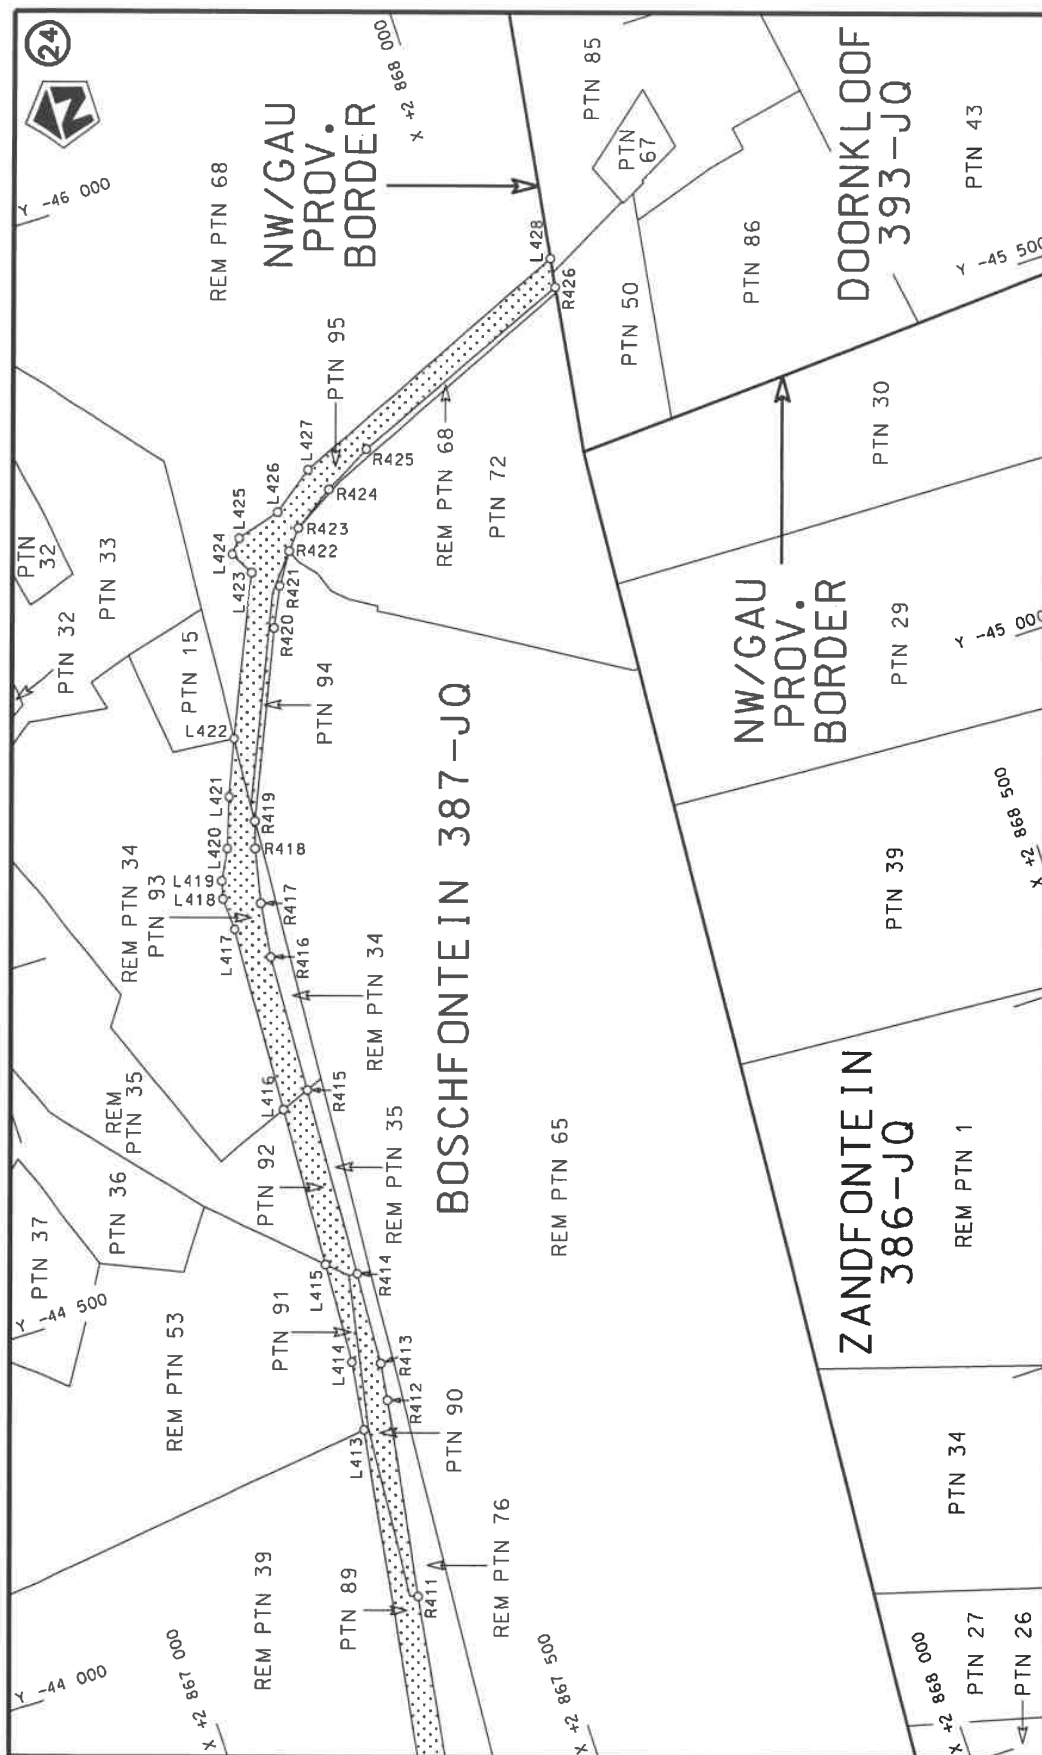 24
N
Y -46 000
REM PTN 68
NW/GAU
PROV.
BORDER
X +2 868 000
PTN 85
PTN
67
DOORNKLOOF
393-JQ
PTN 43
PTN 86
PTN 50
Y -45 500
L428
R426
PTN 95
REM PTN 68
PTN 72
PTN 30
L427
R425
L426
R424
L425
R423
L424
R422
L423
R421
R420
PTN
32
PTN 33
PTN 32
PTN 15
PTN 94
L422
L421
R419
L420
R418
L419
L418
R417
L417
R416
REM PTN 34
PTN 93
REM PTN 34
NW/GAU
PROV.
BORDER
PTN 29
Y -45 000
PTN 39
X +2 868 500
BOSCHFONTEIN 387-JQ
L416
R415
REM
PTN 35
PTN 92
REM PTN 35
PTN 36
PTN 37
REM PTN 65
ZANDFONTEIN
386-JQ
REM PTN 1
L415
R414
Y -44 500
PTN 91
L414
R413
R412
PTN 90
L413
REM PTN 53
PTN 34
REM PTN 39
PTN 89
R411
REM PTN 76
Y -44 000
X +2 867 000
X +2 867 500
X +2 868 000
PTN 27
PTN 26